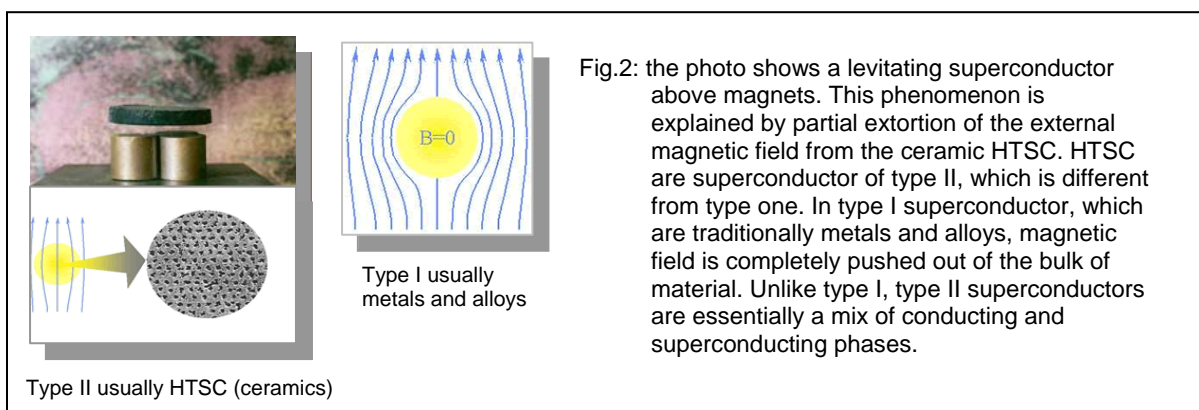 Fig.2: the photo shows a levitating superconductor
above magnets. This phenomenon is
explained by partial extortion of the external
magnetic field from the ceramic HTSC. HTSC
are superconductor of type II, which is different
from type one. In type I superconductor, which
are traditionally metals and alloys, magnetic
field is completely pushed out of the bulk of
material. Unlike type I, type II superconductors
are essentially a mix of conducting and
superconducting phases.
B=0
Type I usually
metals and alloys
Type II usually HTSC (ceramics)